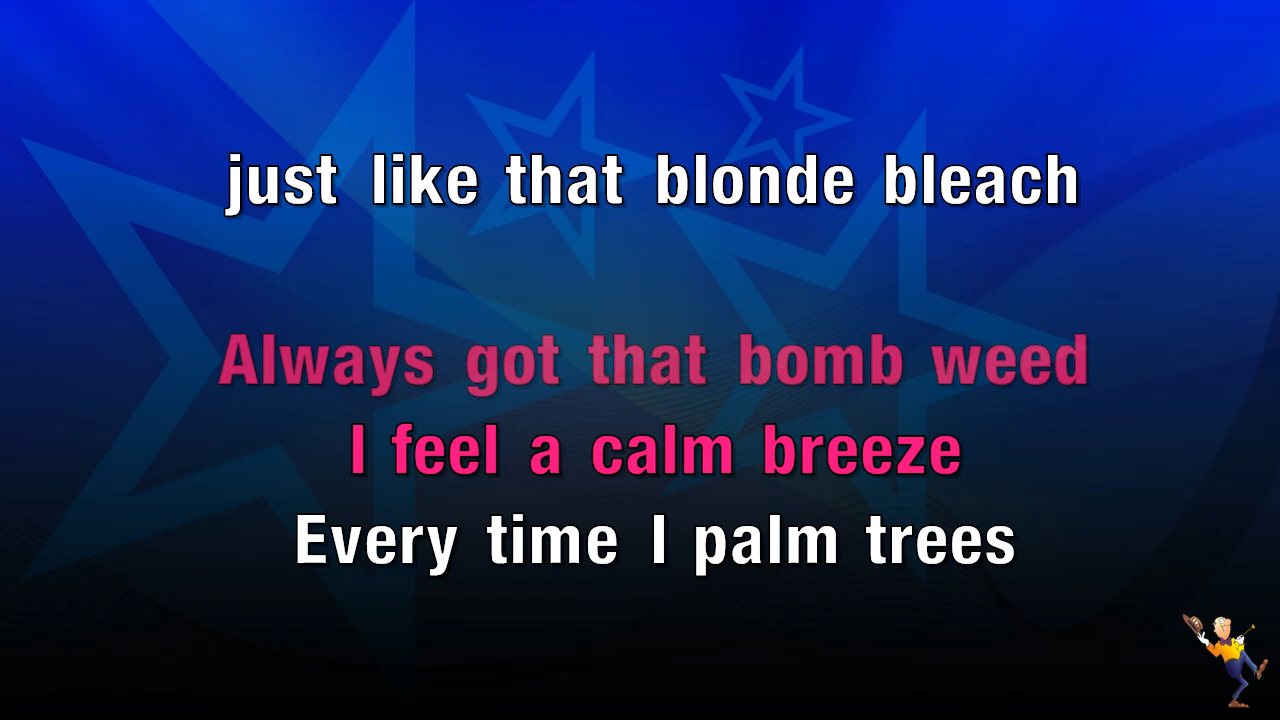 just like that blonde bleach
Always got that bomb weed
I feel a calm breeze
Every time I palm trees